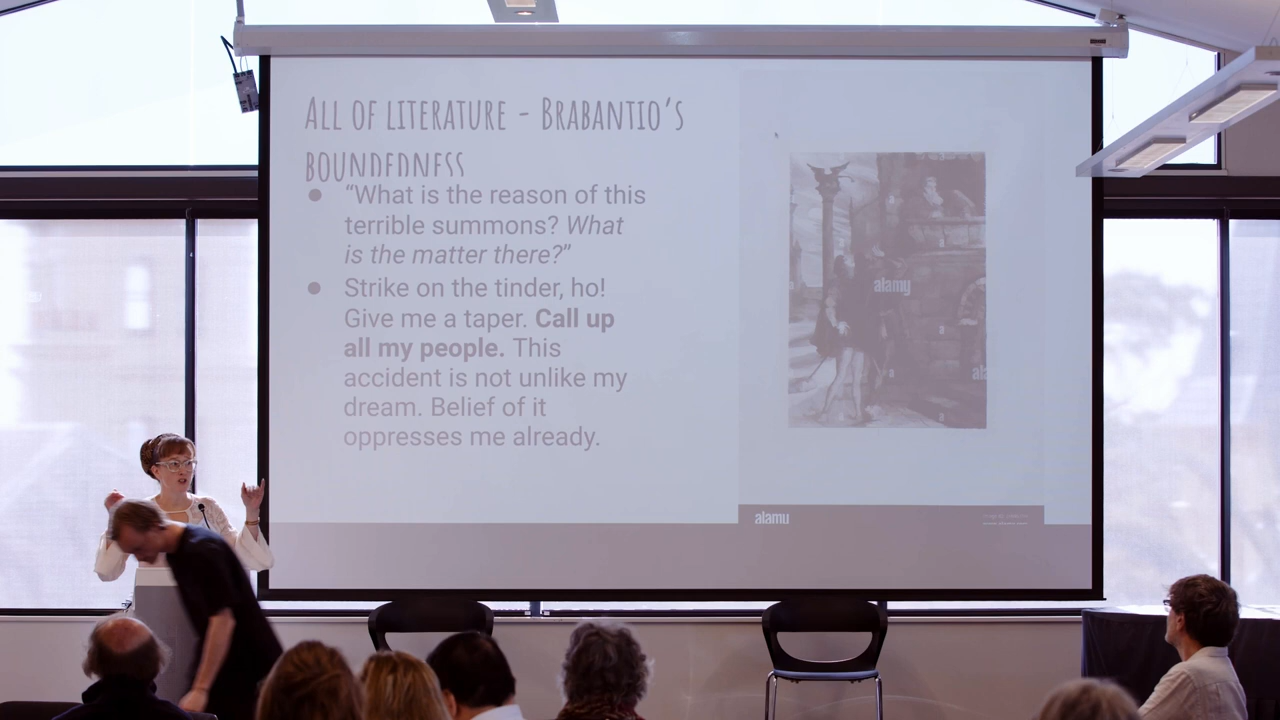 All of literature - Brabantio's
boundedness
● "What is the reason of this
terrible summons? What
is the matter there?"
● Strike on the tinder, ho!
Give me a taper. Call up
all my people. This
accident is not unlike my
dream. Belief of it
oppresses me already.
alamy
alamy